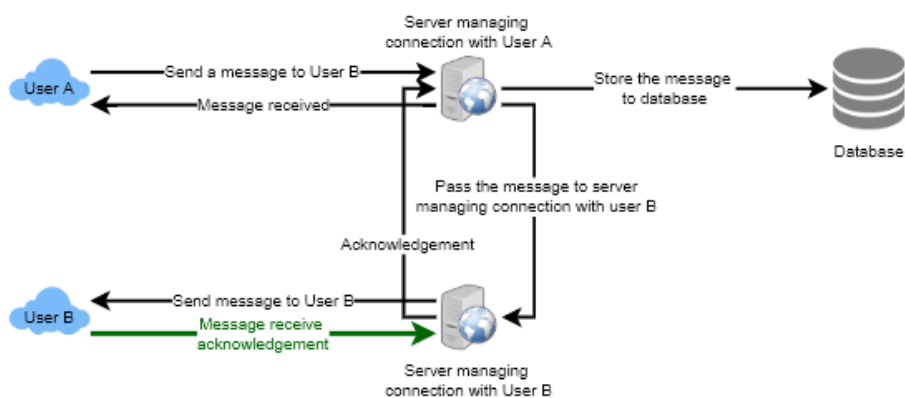 Server managing
connection with User A
User A
Send a message to User B
Message received
Store the message
to database
Database
Pass the message to server
managing connection with user B
Acknowledgement
User B
Send message to User B
Message receive
acknowledgement
Server managing
connection with User B